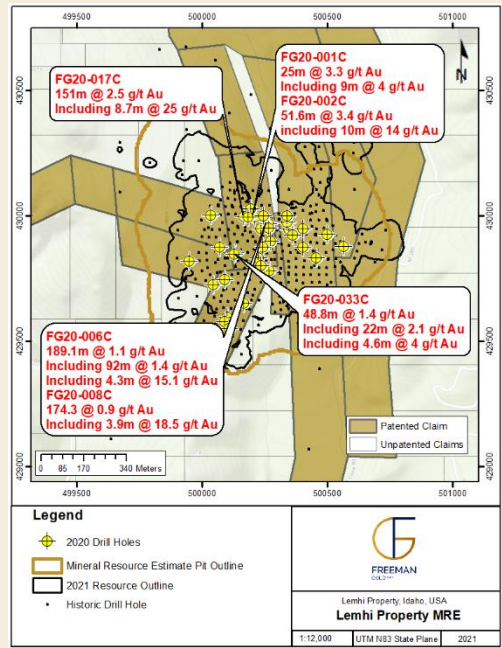 499500
500000
500500
501000
430500
430500
430000
430000
429500
429500
429000
429000
FG20-017C
151m @ 2.5 g/t Au
Including 8.7m @ 25 g/t Au
FG20-001C
25m @ 3.3 g/t Au
Including 9m @ 4 g/t Au
FG20-002C
51.6m @ 3.4 g/t Au
including 10m @ 14 g/t Au
N
FG20-033C
48.8m @ 1.4 g/t Au
Including 22m @ 2.1 g/t Au
Including 4.6m @ 4 g/t Au
FG20-006C
189.1m @ 1.1 g/t Au
Including 92m @ 1.4 g/t Au
Including 4.3m @ 15.1 g/t Au
FG20-008C
174.3 @ 0.9 g/t Au
Including 3.9m @ 18.5 g/t Au
Patented Claim
Unpatented Claims
0 85 170 340 Meters
499500
500000
500500
501000
Legend
2020 Drill Holes
Mineral Resource Estimate Pit Outline
2021 Resource Outline
Historic Drill Hole
FREEMAN
Lemhi Property, Idaho, USA
Lemhi Property MRE
1:12,000
UTM N83 State Plane
2021